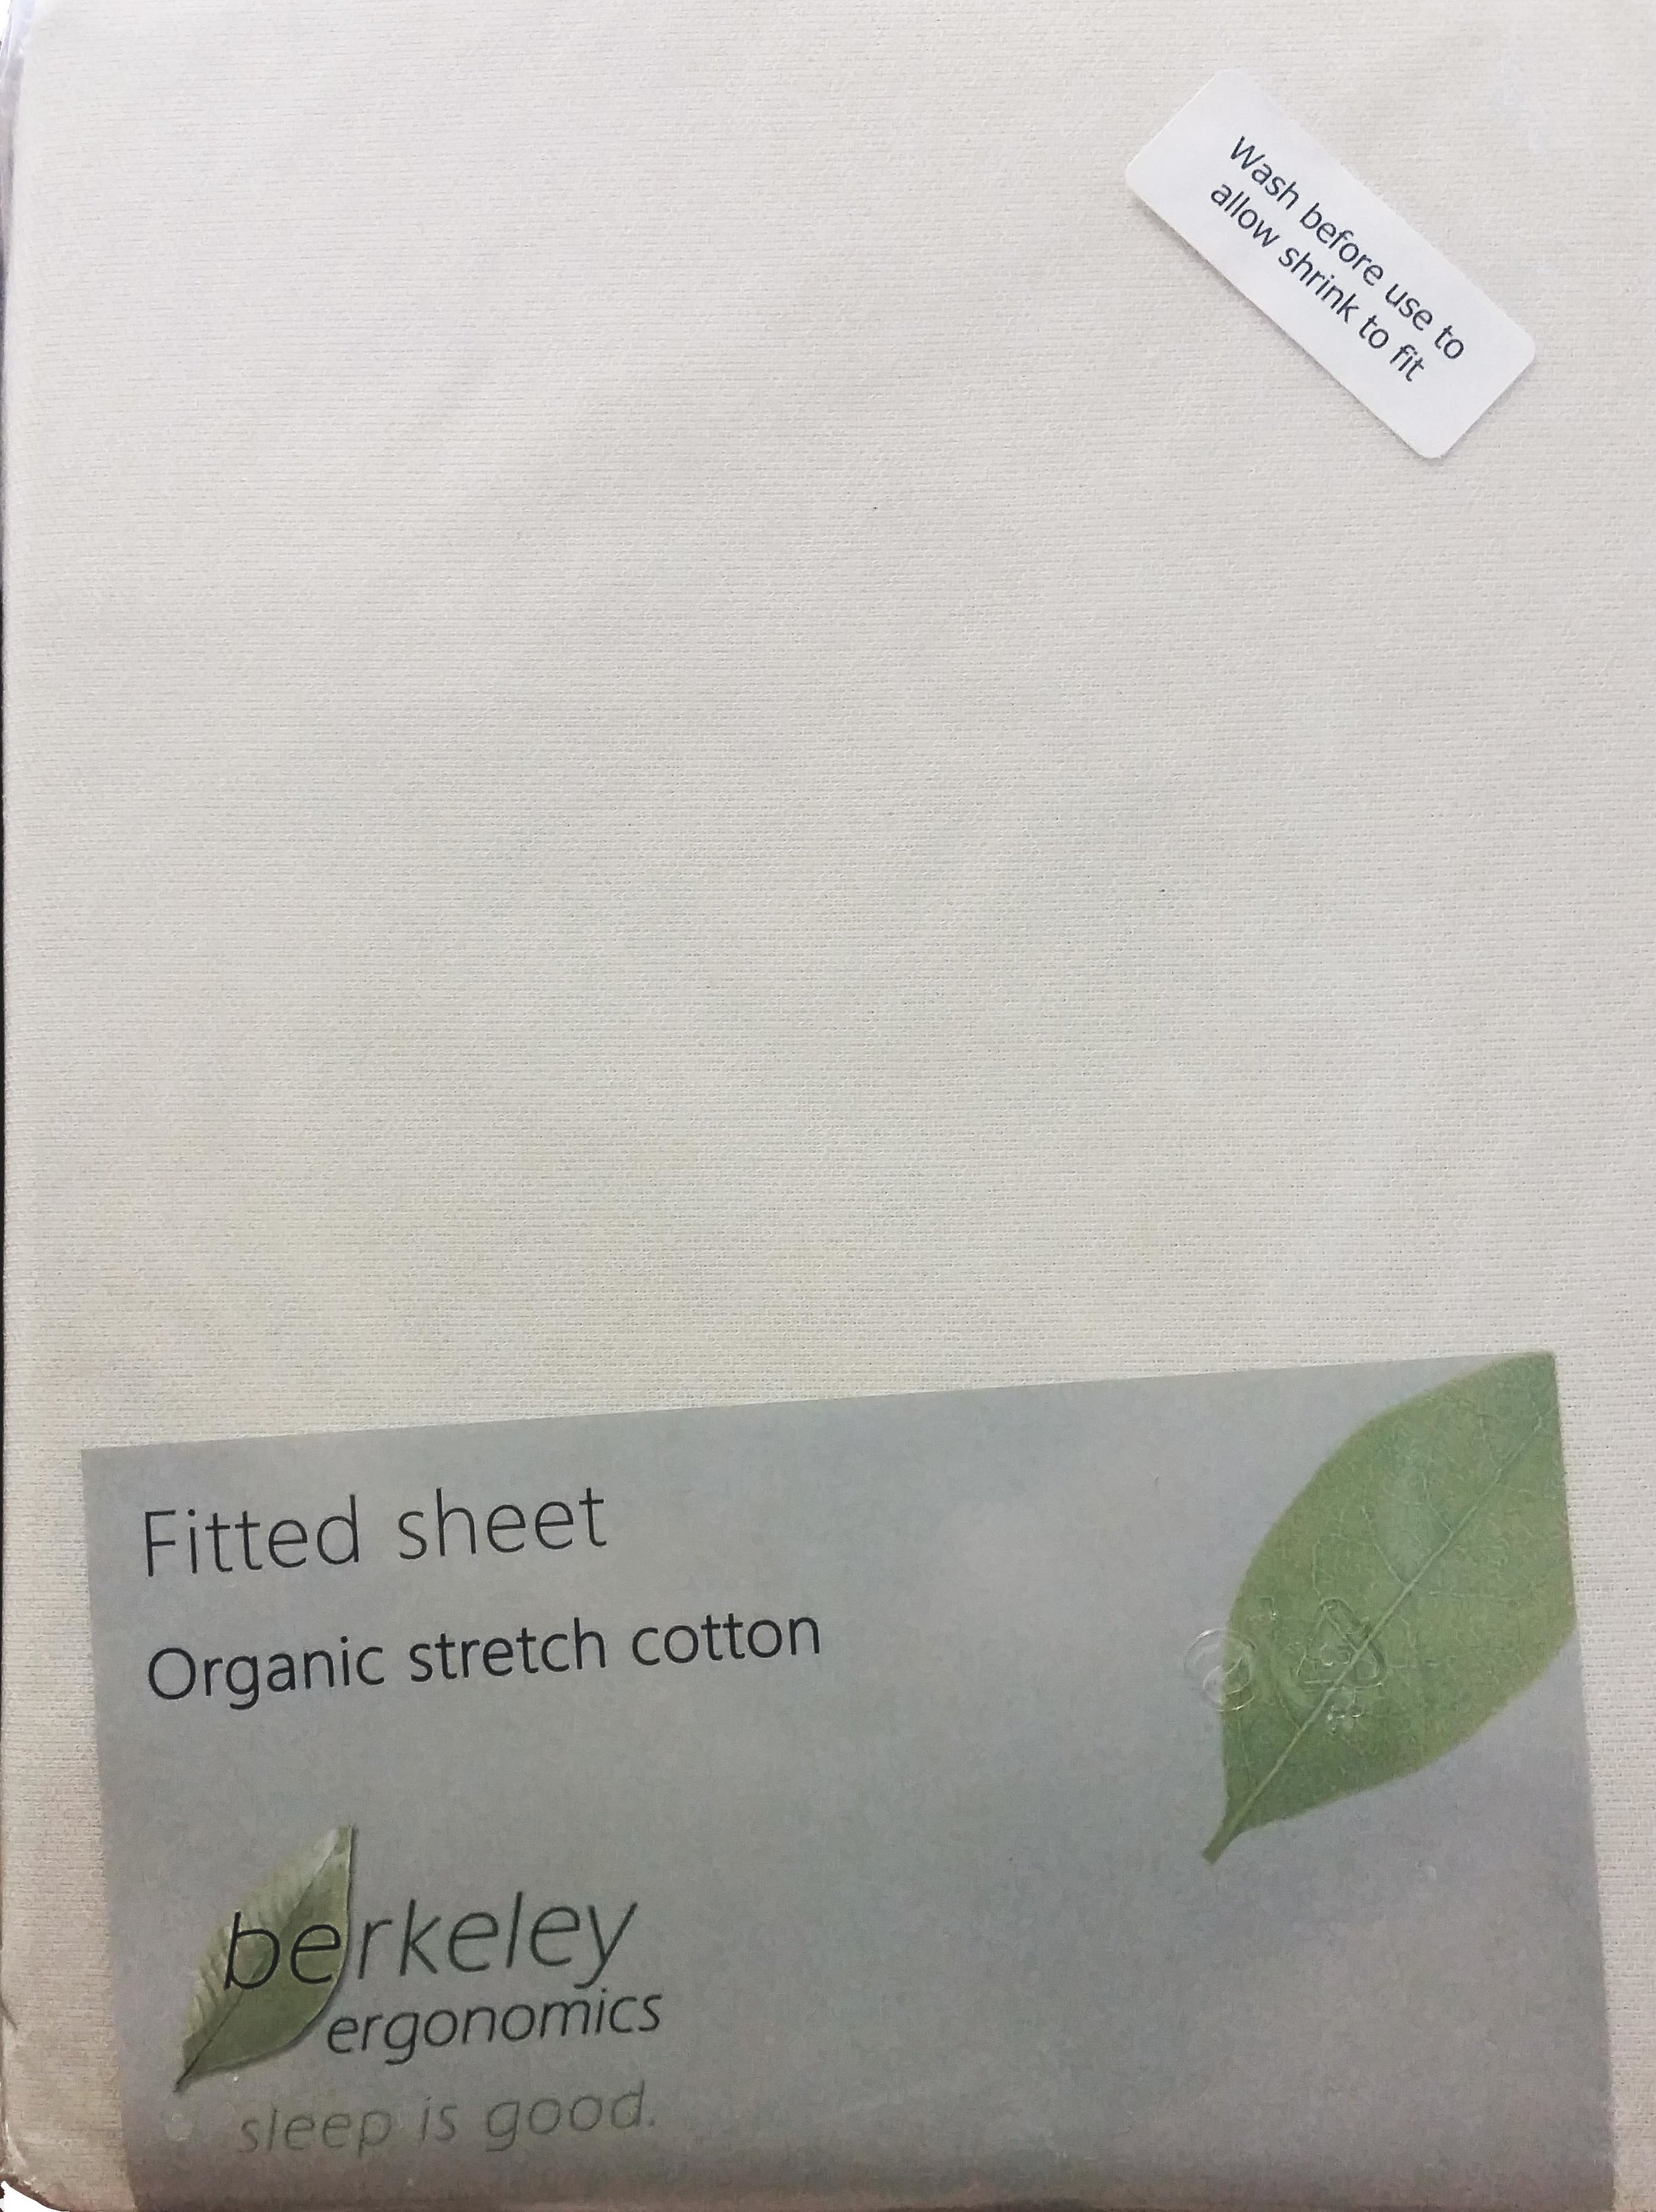 Wash before use to
allow shrink to fit
Fitted sheet
Organic stretch cotton
berkeley
ergonomics
sleep is good.